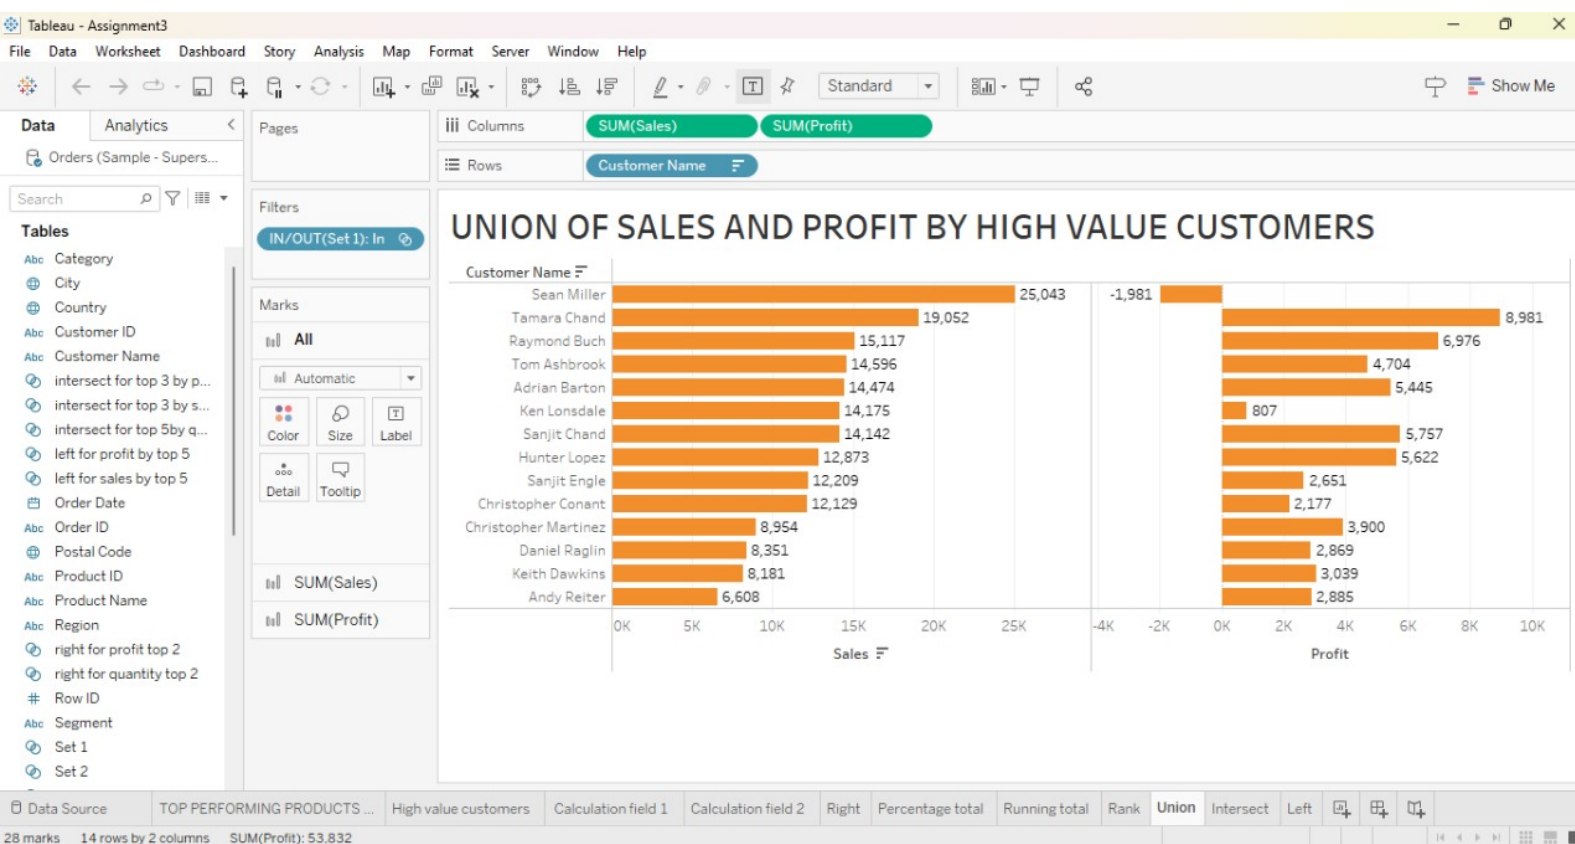 Tableau - Assignment3
File Data Worksheet Dashboard Story Analysis Map Format Server Window Help
Standard
Show Me
Data Analytics
Orders (Sample - Supers...
Search
Tables
Abc Category
City
Country
Abc Customer ID
Abc Customer Name
intersect for top 3 by p...
intersect for top 3 by s...
intersect for top 5by q...
left for profit by top 5
left for sales by top 5
Order Date
Abc Order ID
Postal Code
Abc Product ID
Abc Product Name
Abc Region
right for profit top 2
right for quantity top 2
# Row ID
Abc Segment
Set 1
Set 2
Pages
Filters
IN/OUT(Set 1): In
Marks
All
Automatic
Color Size Label
Detail Tooltip
SUM(Sales)
SUM(Profit)
Columns SUM(Sales) SUM(Profit)
Rows Customer Name
UNION OF SALES AND PROFIT BY HIGH VALUE CUSTOMERS
Customer Name
Sean Miller 25,043 -1,981
Tamara Chand 19,052 8,981
Raymond Buch 15,117 6,976
Tom Ashbrook 14,596 4,704
Adrian Barton 14,474 5,445
Ken Lonsdale 14,175 807
Sanjit Chand 14,142 5,757
Hunter Lopez 12,873 5,622
Sanjit Engle 12,209 2,651
Christopher Conant 12,129 2,177
Christopher Martinez 8,954 3,900
Daniel Raglin 8,351 2,869
Keith Dawkins 8,181 3,039
Andy Reiter 6,608 2,885
0K 5K 10K 15K 20K 25K -4K -2K 0K 2K 4K 6K 8K 10K
Sales Profit
Data Source TOP PERFORMING PRODUCTS ... High value customers Calculation field 1 Calculation field 2 Right Percentage total Running total Rank Union Intersect Left
28 marks 14 rows by 2 columns SUM(Profit): 53,832